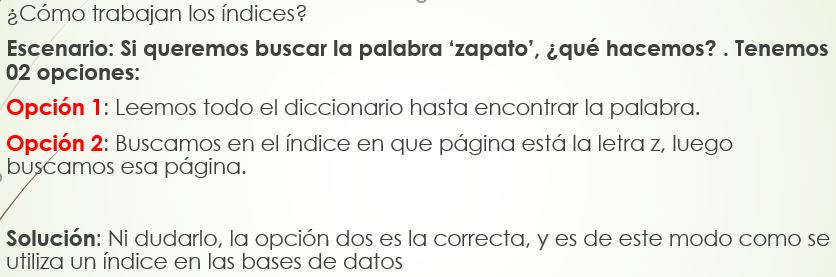 ¿Cómo trabajan los índices?
Escenario: Si queremos buscar la palabra ‘zapato’, ¿qué hacemos? . Tenemos
02 opciones:
Opción 1: Leemos todo el diccionario hasta encontrar la palabra.
Opción 2: Buscamos en el índice en que página está la letra z, luego
buscamos esa página.
Solución: Ni dudarlo, la opción dos es la correcta, y es de este modo como se
utiliza un índice en las bases de datos